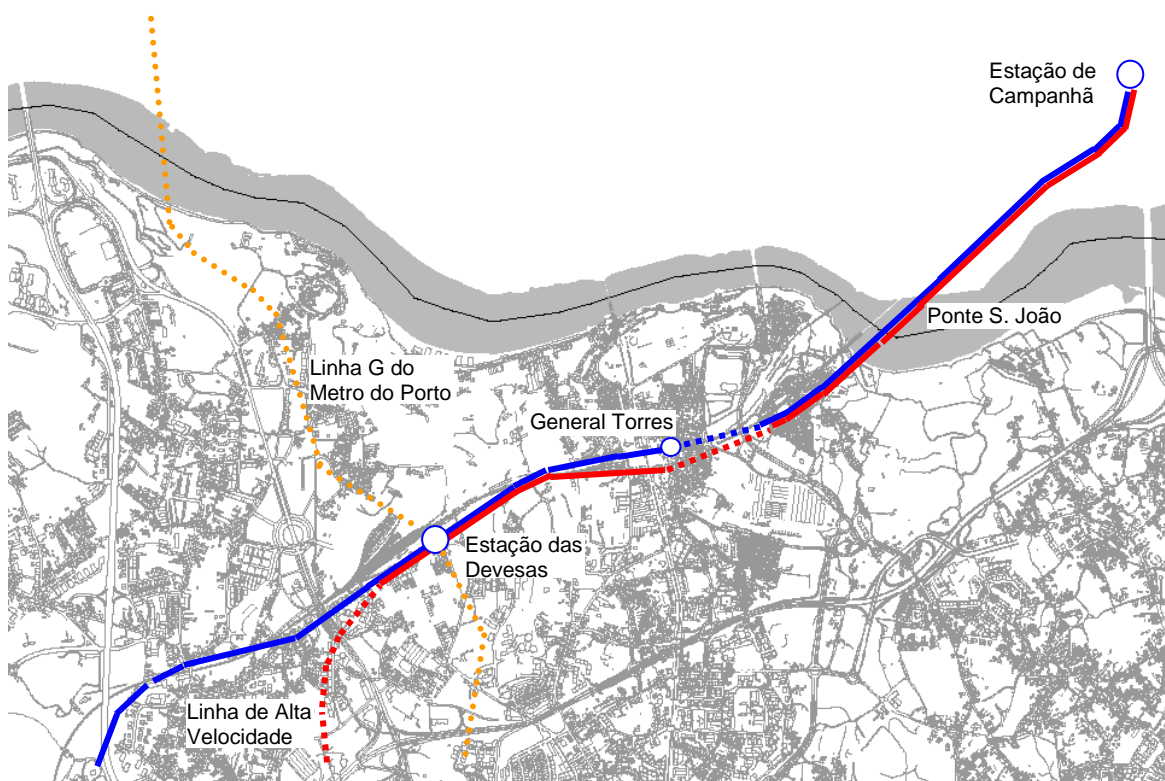 Estação de
Campanhã
Ponte S. João
Linha G do
Metro do Porto
General Torres
Estação das
Devesas
Linha de Alta
Velocidade